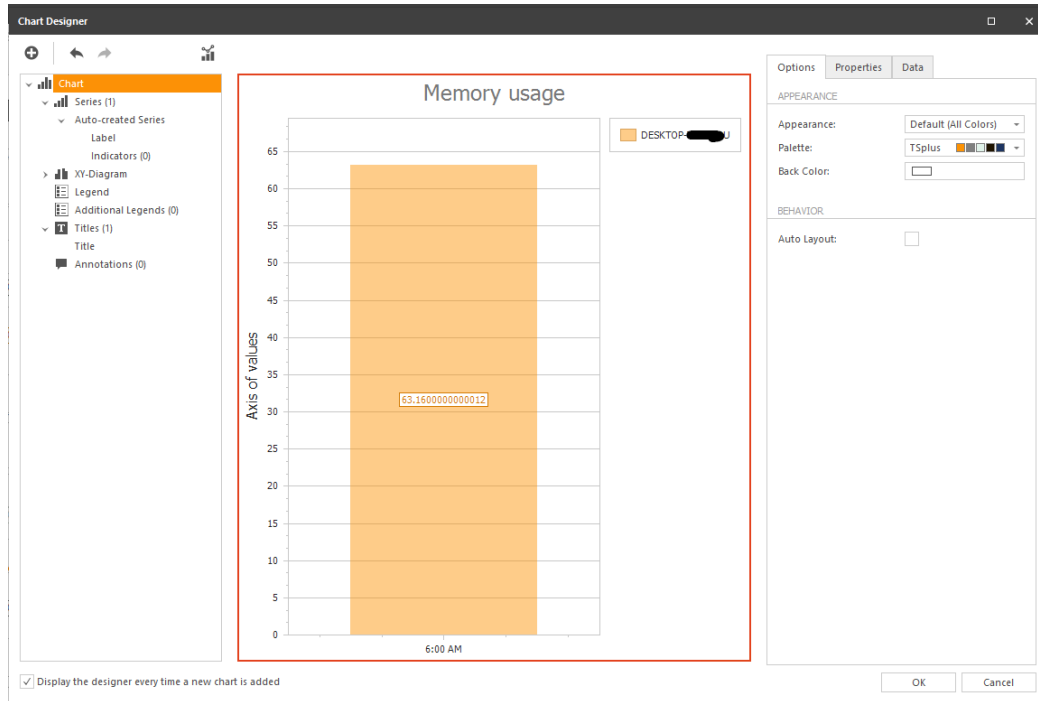 Chart Designer
Chart
Series (1)
Auto-created Series
Label
Indicators (0)
XY-Diagram
Legend
Additional Legends (0)
Titles (1)
Title
Annotations (0)
Memory usage
DESKTOP- U
Axis of values
65
60
55
50
45
40
35
30
25
20
15
10
5
0
63.1600000000012
6:00 AM
Options Properties Data
APPEARANCE
Appearance: Default (All Colors)
Palette: TSplus
Back Color:
BEHAVIOR
Auto Layout:
Display the designer every time a new chart is added
OK Cancel